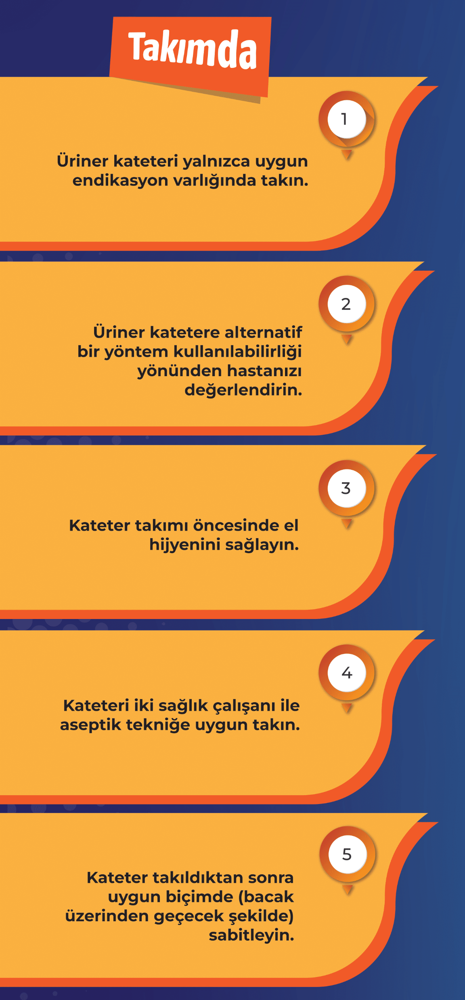 Takımda
1
Üriner kateteri yalnızca uygun
endikasyon varlığında takın.
2
Üriner katetere alternatif
bir yöntem kullanılabilirliği
yönünden hastanızı
değerlendirin.
3
Kateter takımı öncesinde el
hijyenini sağlayın.
4
Kateteri iki sağlık çalışanı ile
aseptik tekniğe uygun takın.
5
Kateter takıldıktan sonra
uygun biçimde (bacak
üzerinden geçecek şekilde)
sabitleyin.